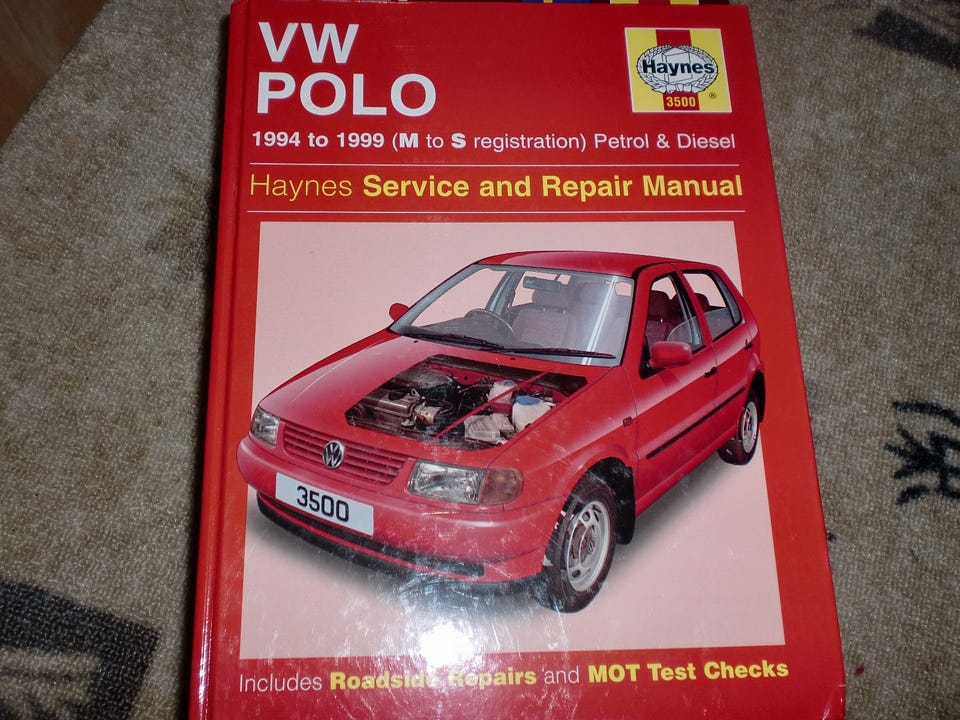 VW
POLO
Haynes
3500
®
1994 to 1999 (M to S registration) Petrol & Diesel
Haynes Service and Repair Manual
3500
Includes Roadside Repairs and MOT Test Checks